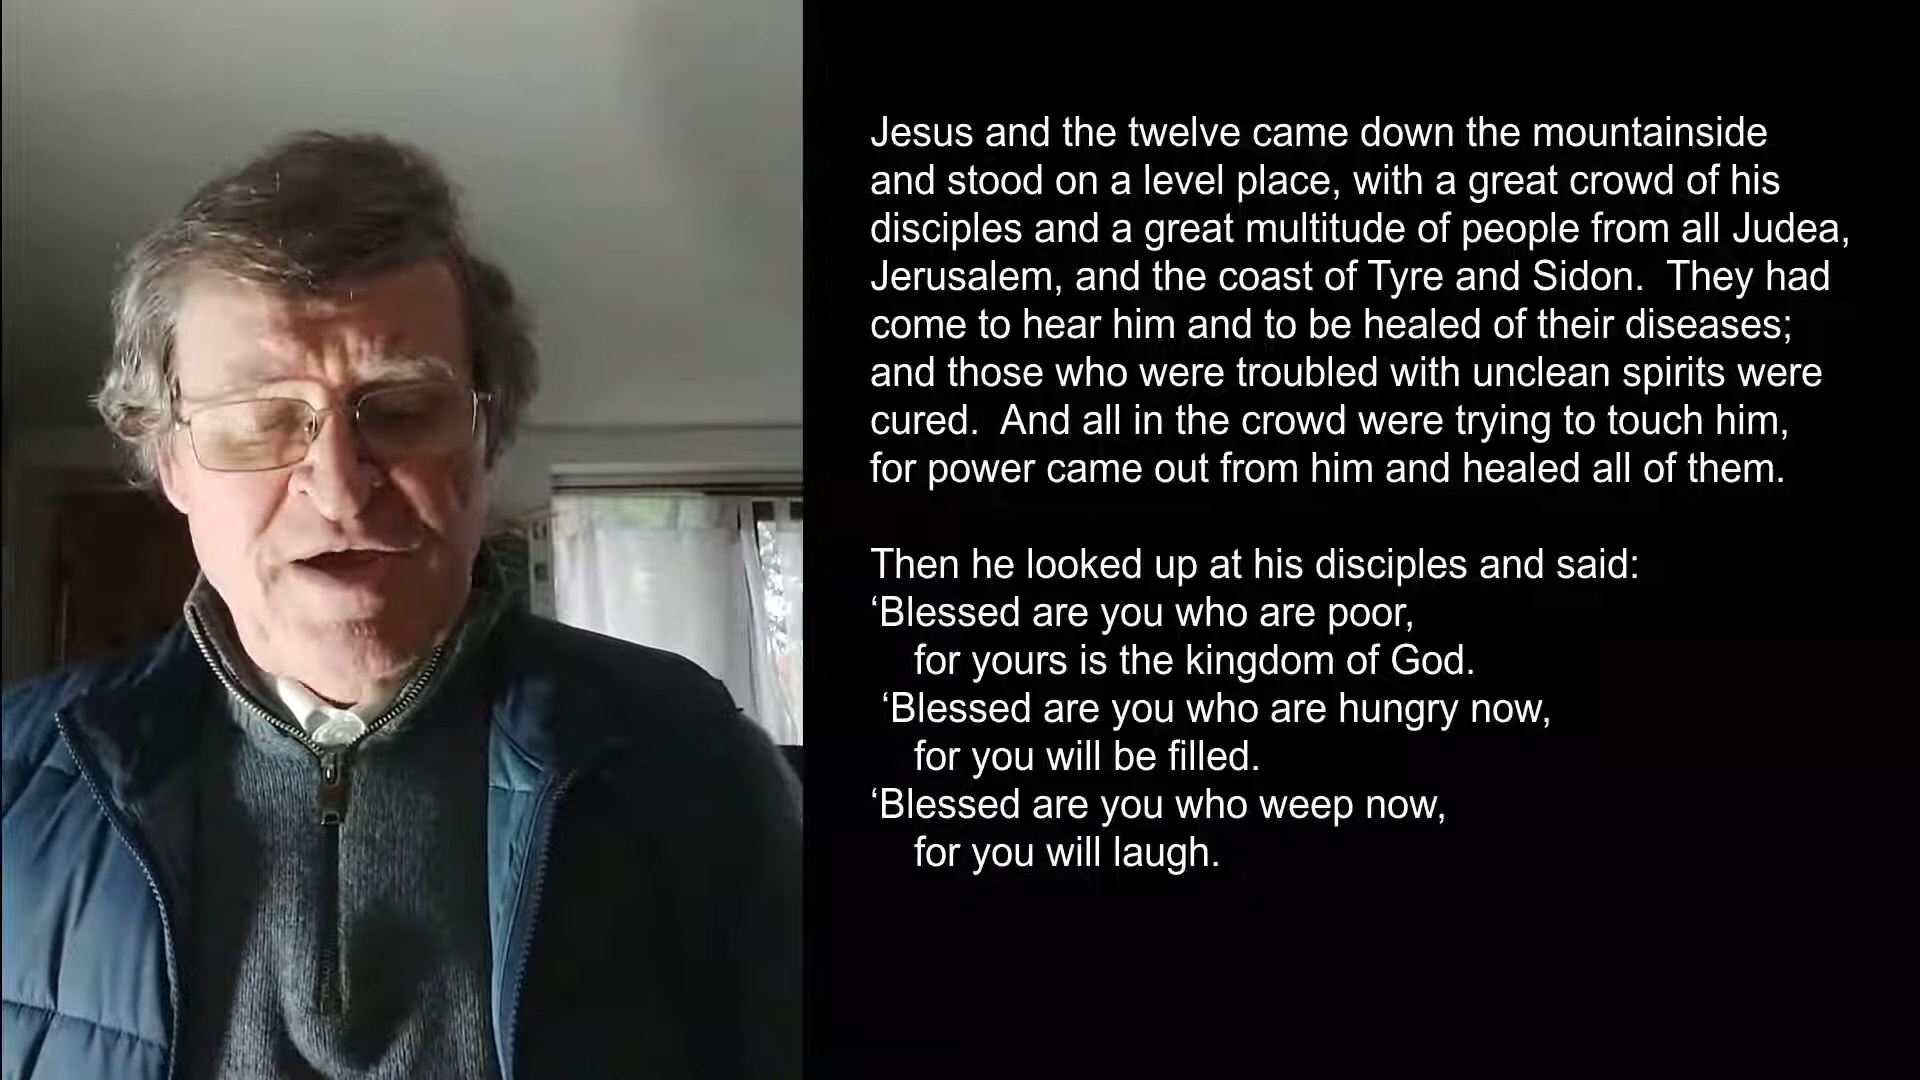 Jesus and the twelve came down the mountainside
and stood on a level place, with a great crowd of his
disciples and a great multitude of people from all Judea,
Jerusalem, and the coast of Tyre and Sidon.  They had
come to hear him and to be healed of their diseases;
and those who were troubled with unclean spirits were
cured.  And all in the crowd were trying to touch him,
for power came out from him and healed all of them.
Then he looked up at his disciples and said:
‘Blessed are you who are poor,
for yours is the kingdom of God.
‘Blessed are you who are hungry now,
for you will be filled.
‘Blessed are you who weep now,
for you will laugh.